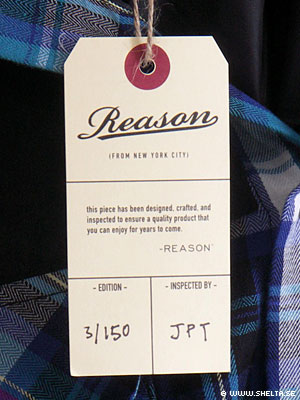 Reason
(FROM NEW YORK CITY)
this piece has been designed, crafted, and
inspected to ensure a quality product that
you can enjoy for years to come.
-REASON™
- EDITION -
3/150
- INSPECTED BY -
JPT
© WWW.SHELTA.SE